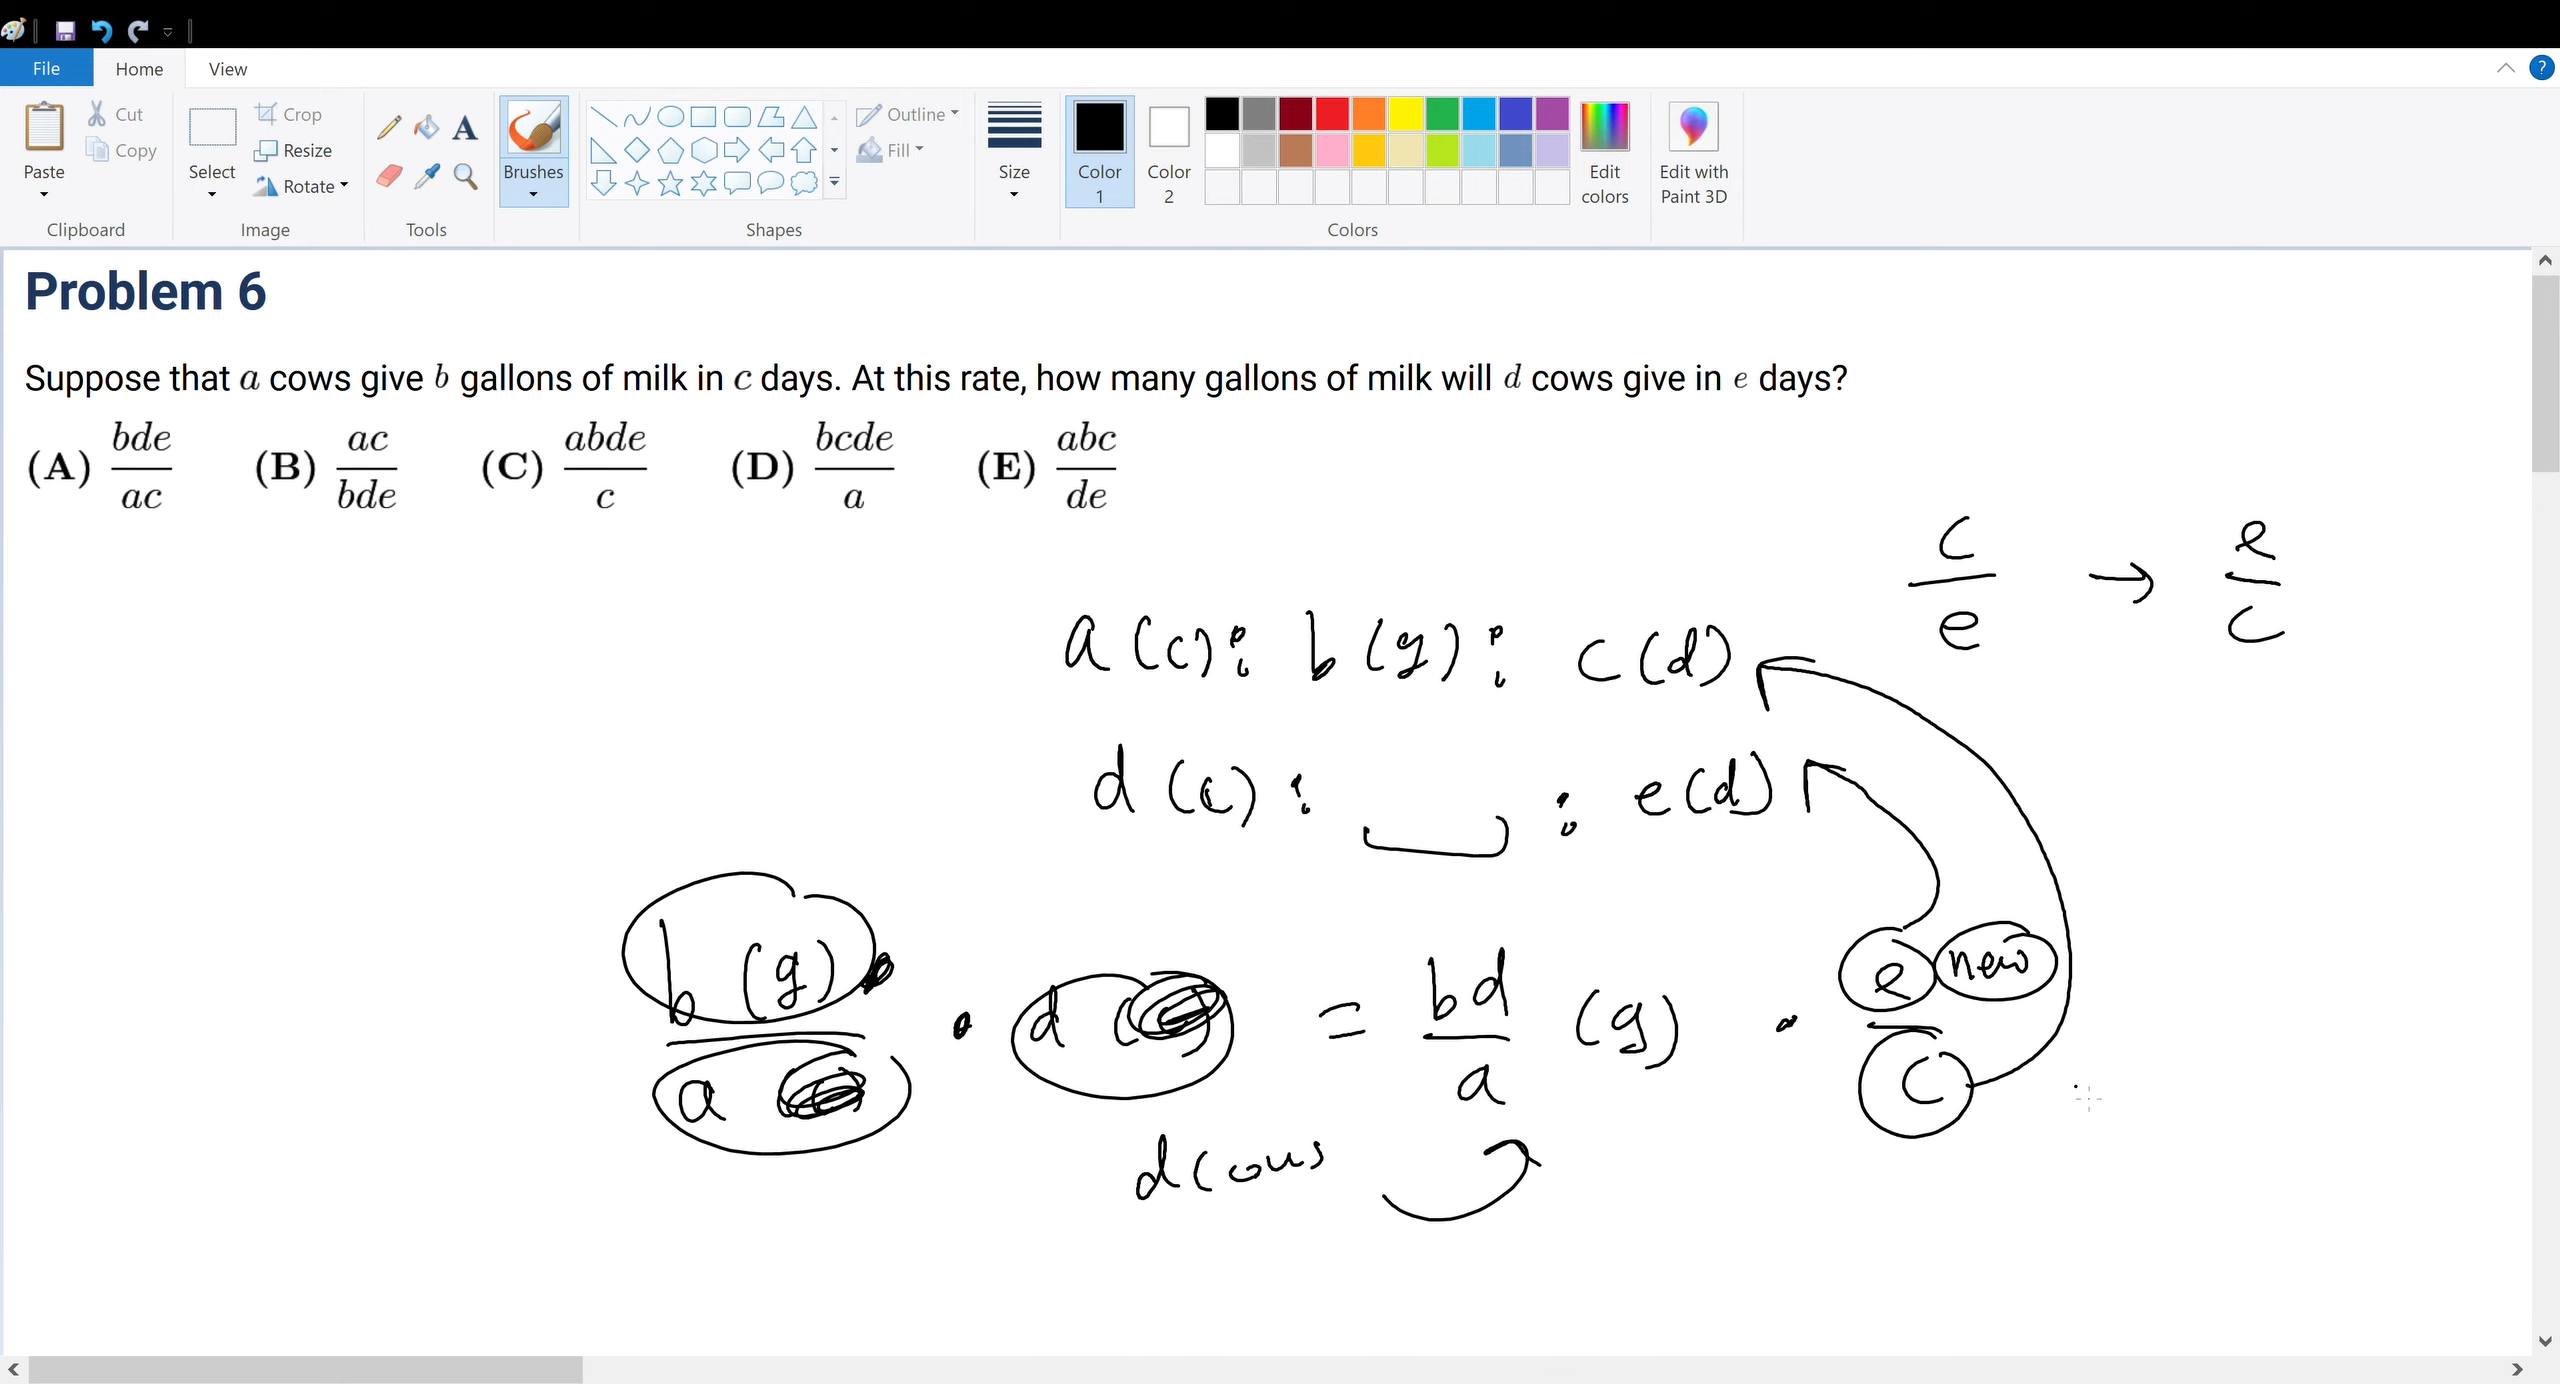 File Home View
Paste Cut Copy Select Crop Resize Rotate Brushes Outline Fill Size Color 1 Color 2 Edit colors Edit with Paint 3D
Clipboard Image Tools Shapes Colors
Problem 6
Suppose that a cows give b gallons of milk in c days. At this rate, how many gallons of milk will d cows give in e days?
(A) bde/ac (B) ac/bde (C) abde/c (D) bcde/a (E) abc/de
c/e → e/c
a (c) : b (g) : c (d)
d (c) : : e (d)
b (g) / a · d = bd/a (g) · e new / c
d cows